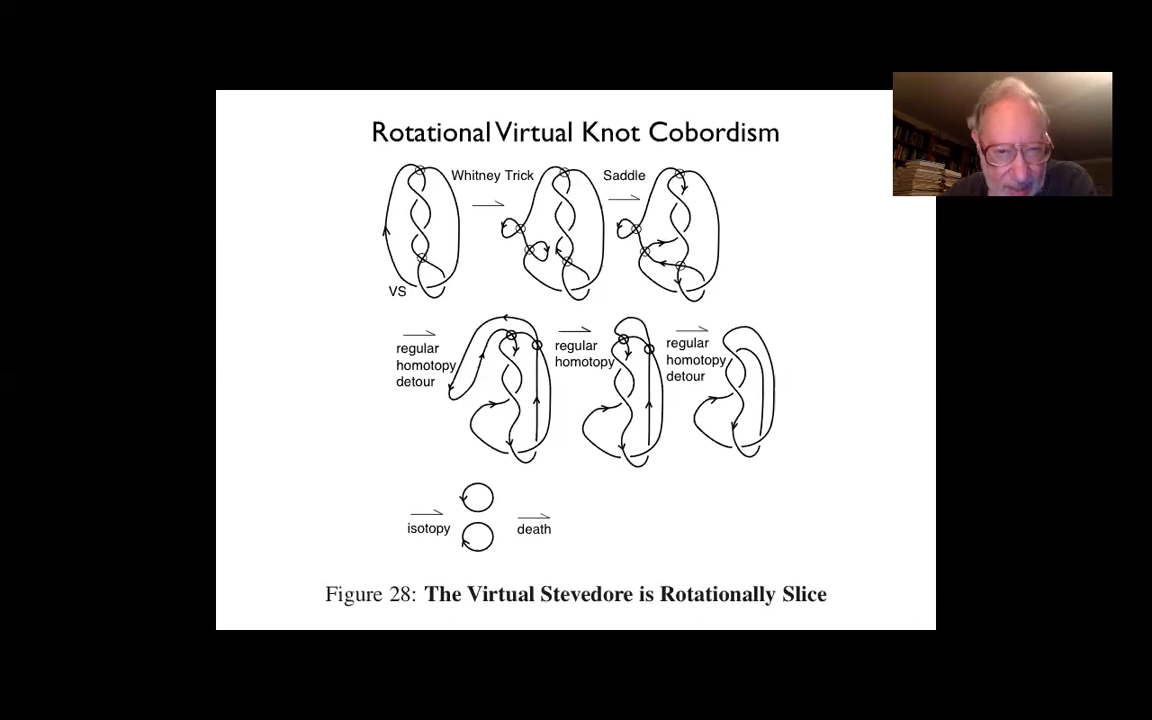 Rotational Virtual Knot Cobordism
Whitney Trick
Saddle
VS
regular
homotopy
detour
regular
homotopy
regular
homotopy
detour
isotopy
death
Figure 28: The Virtual Stevedore is Rotationally Slice